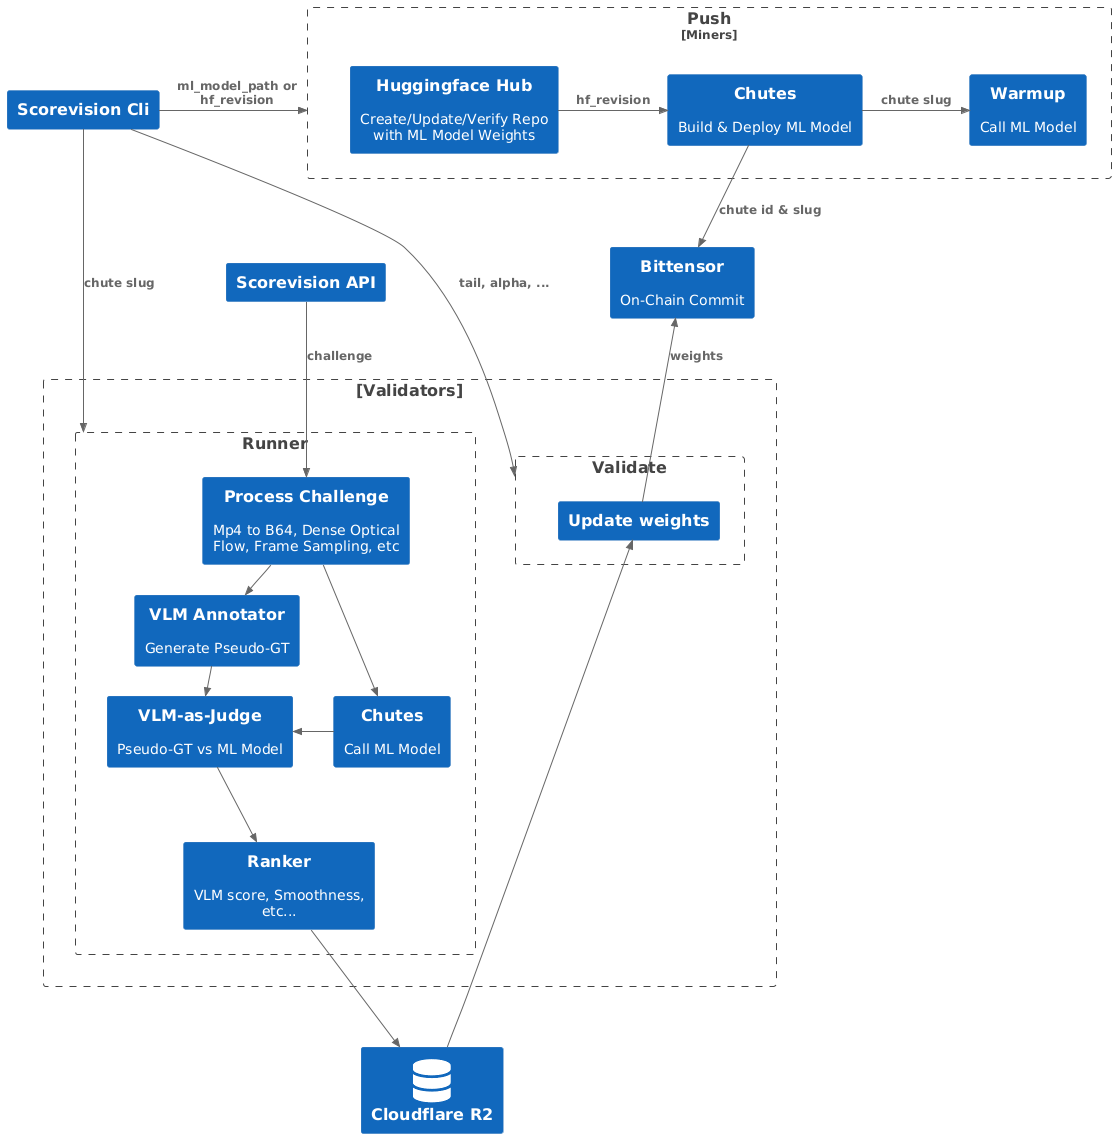 Push
[Miners]
Scorevision Cli
ml_model_path or
hf_revision
Huggingface Hub
Create/Update/Verify Repo
with ML Model Weights
hf_revision
Chutes
Build & Deploy ML Model
chute slug
Warmup
Call ML Model
chute id & slug
Bittensor
On-Chain Commit
chute slug
Scorevision API
tail, alpha, ...
challenge
weights
[Validators]
Runner
Process Challenge
Mp4 to B64, Dense Optical
Flow, Frame Sampling, etc
Validate
Update weights
VLM Annotator
Generate Pseudo-GT
VLM-as-Judge
Pseudo-GT vs ML Model
Chutes
Call ML Model
Ranker
VLM score, Smoothness,
etc...
Cloudflare R2